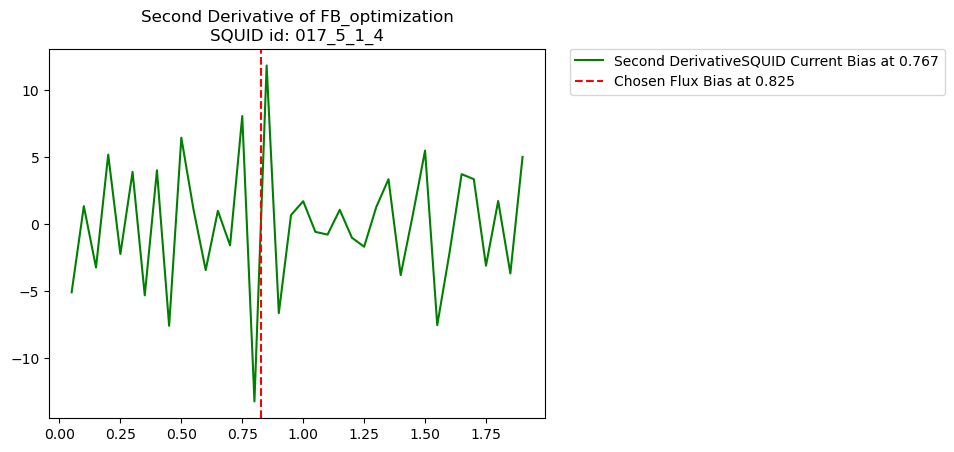 Second Derivative of FB_optimization
SQUID id: 017_5_1_4
Second DerivativeSQUID Current Bias at 0.767
Chosen Flux Bias at 0.825
10
5
0
−5
−10
0.00 0.25 0.50 0.75 1.00 1.25 1.50 1.75